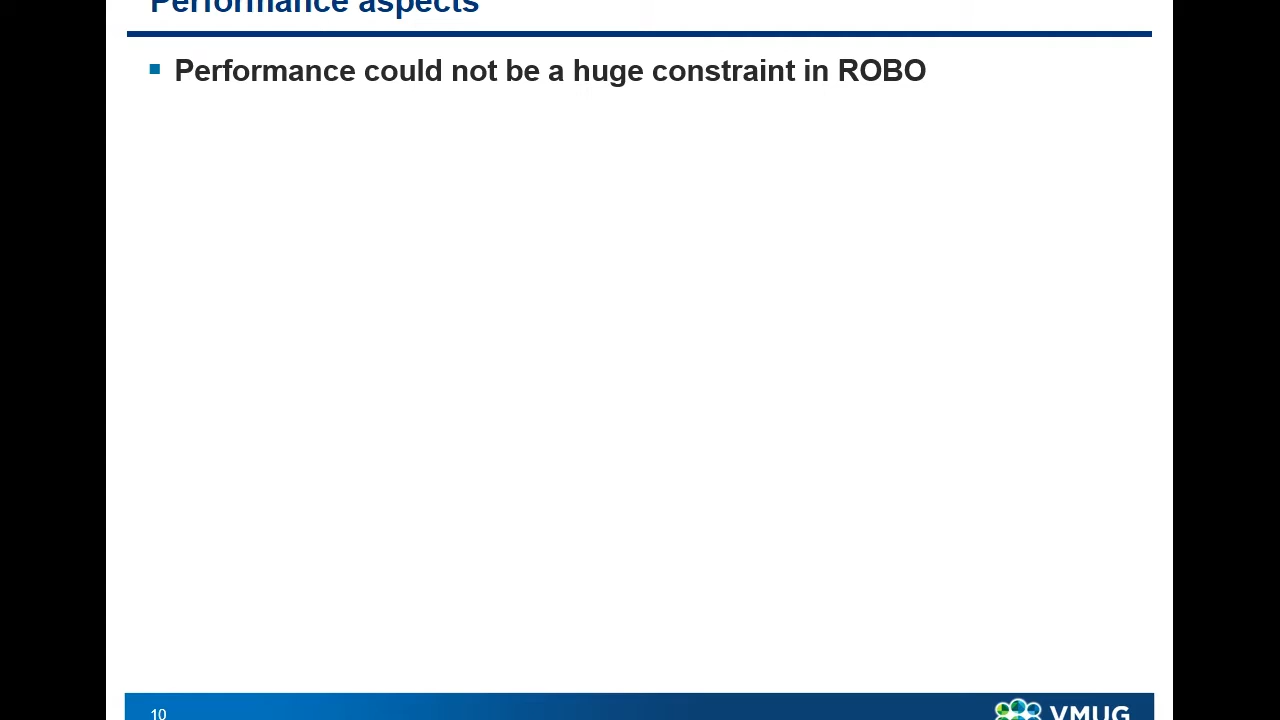 Performance aspects
Performance could not be a huge constraint in ROBO
10
VMUG